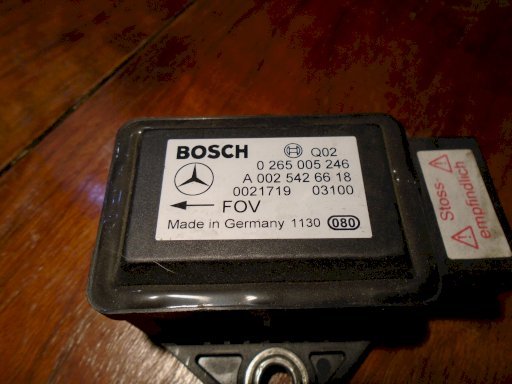 BOSCH Q02
0 265 005 246
A 002 542 66 18
0021719 03100
FOV
Made in Germany 1130 080
Stoss
empfindlich